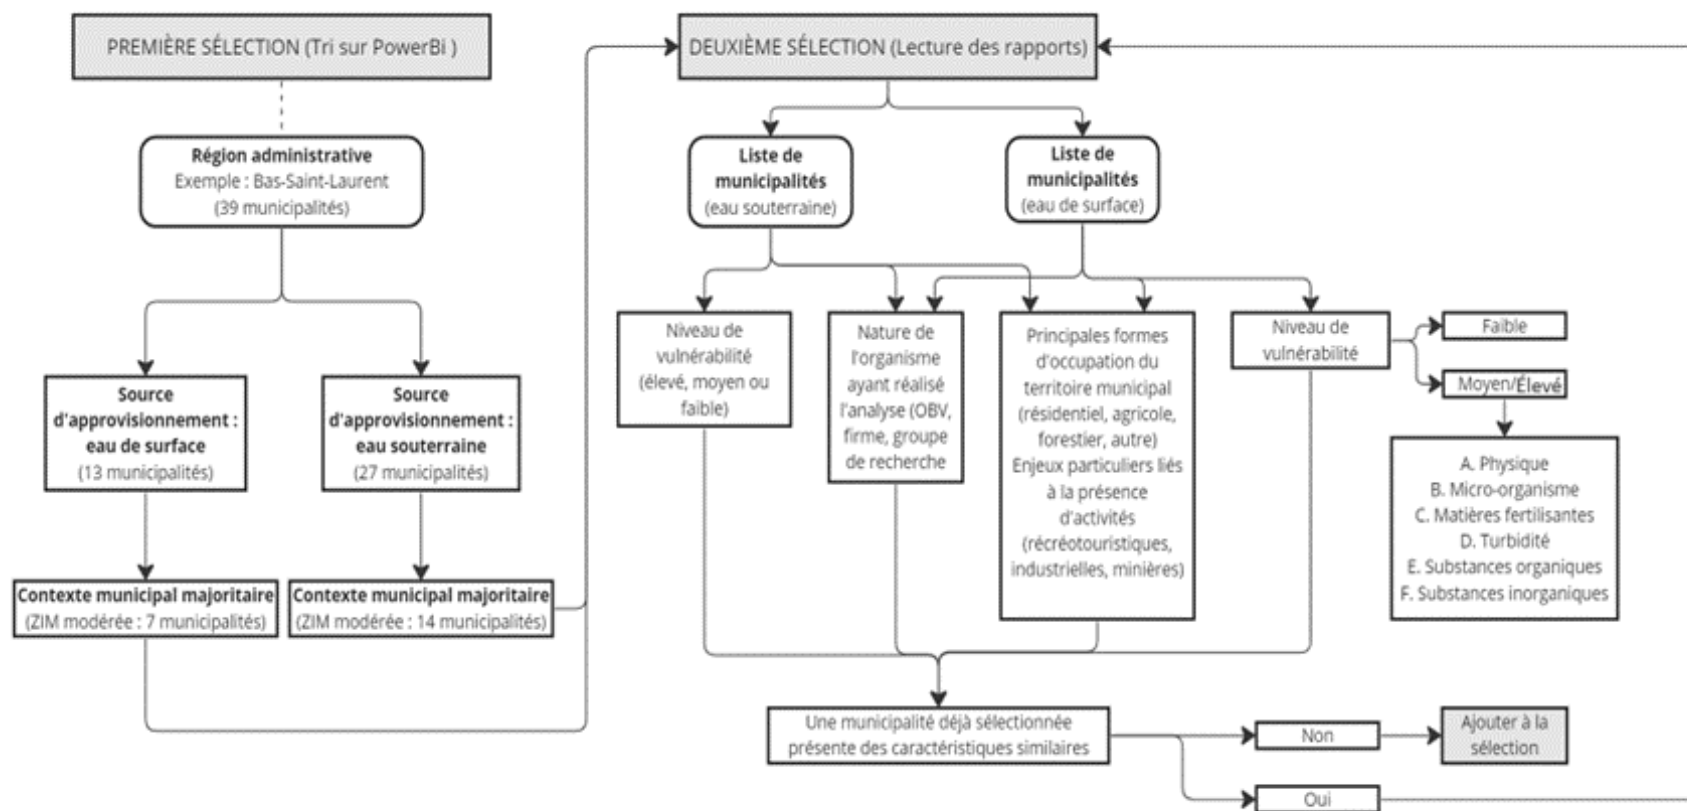 PREMIÈRE SÉLECTION (Tri sur PowerBi )
Région administrative
Exemple : Bas-Saint-Laurent
(39 municipalités)
Source
d'approvisionnement :
eau de surface
(13 municipalités)
Source
d'approvisionnement :
eau souterraine
(27 municipalités)
Contexte municipal majoritaire
(ZIM modérée : 7 municipalités)
Contexte municipal majoritaire
(ZIM modérée : 14 municipalités)
DEUXIÈME SÉLECTION (Lecture des rapports)
Liste de
municipalités
(eau souterraine)
Liste de
municipalités
(eau de surface)
Niveau de
vulnérabilité
(élevé, moyen ou
faible)
Nature de
l'organisme
ayant réalisé
l'analyse (OBV,
firme, groupe
de recherche
Principales formes
d'occupation du
territoire municipal
(résidentiel, agricole,
forestier, autre)
Enjeux particuliers liés
à la présence
d'activités
(récréotouristiques,
industrielles, minières)
Niveau de
vulnérabilité
Faible
Moyen/Élevé
A. Physique
B. Micro-organisme
C. Matières fertilisantes
D. Turbidité
E. Substances organiques
F. Substances inorganiques
Une municipalité déjà sélectionnée
présente des caractéristiques similaires
Non
Ajouter à la
sélection
Oui